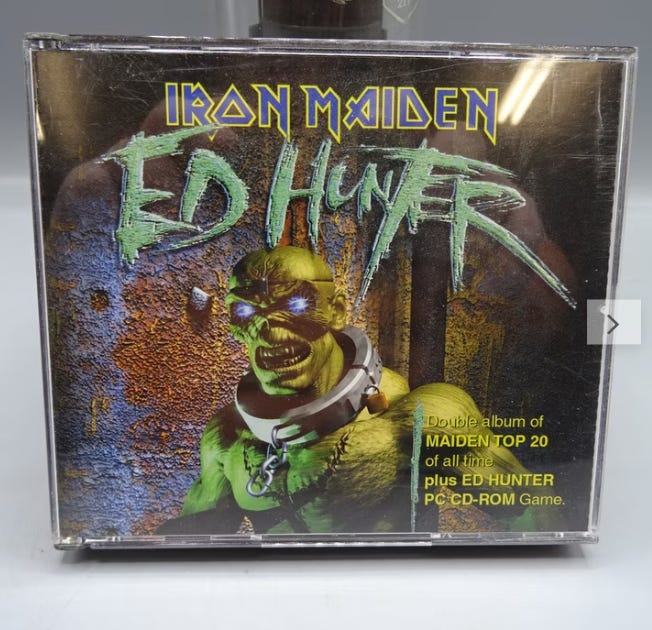 IRON MAIDEN
ED HUNTER
Double album of
MAIDEN TOP 20
of all time
plus ED HUNTER
PC CD-ROM Game.